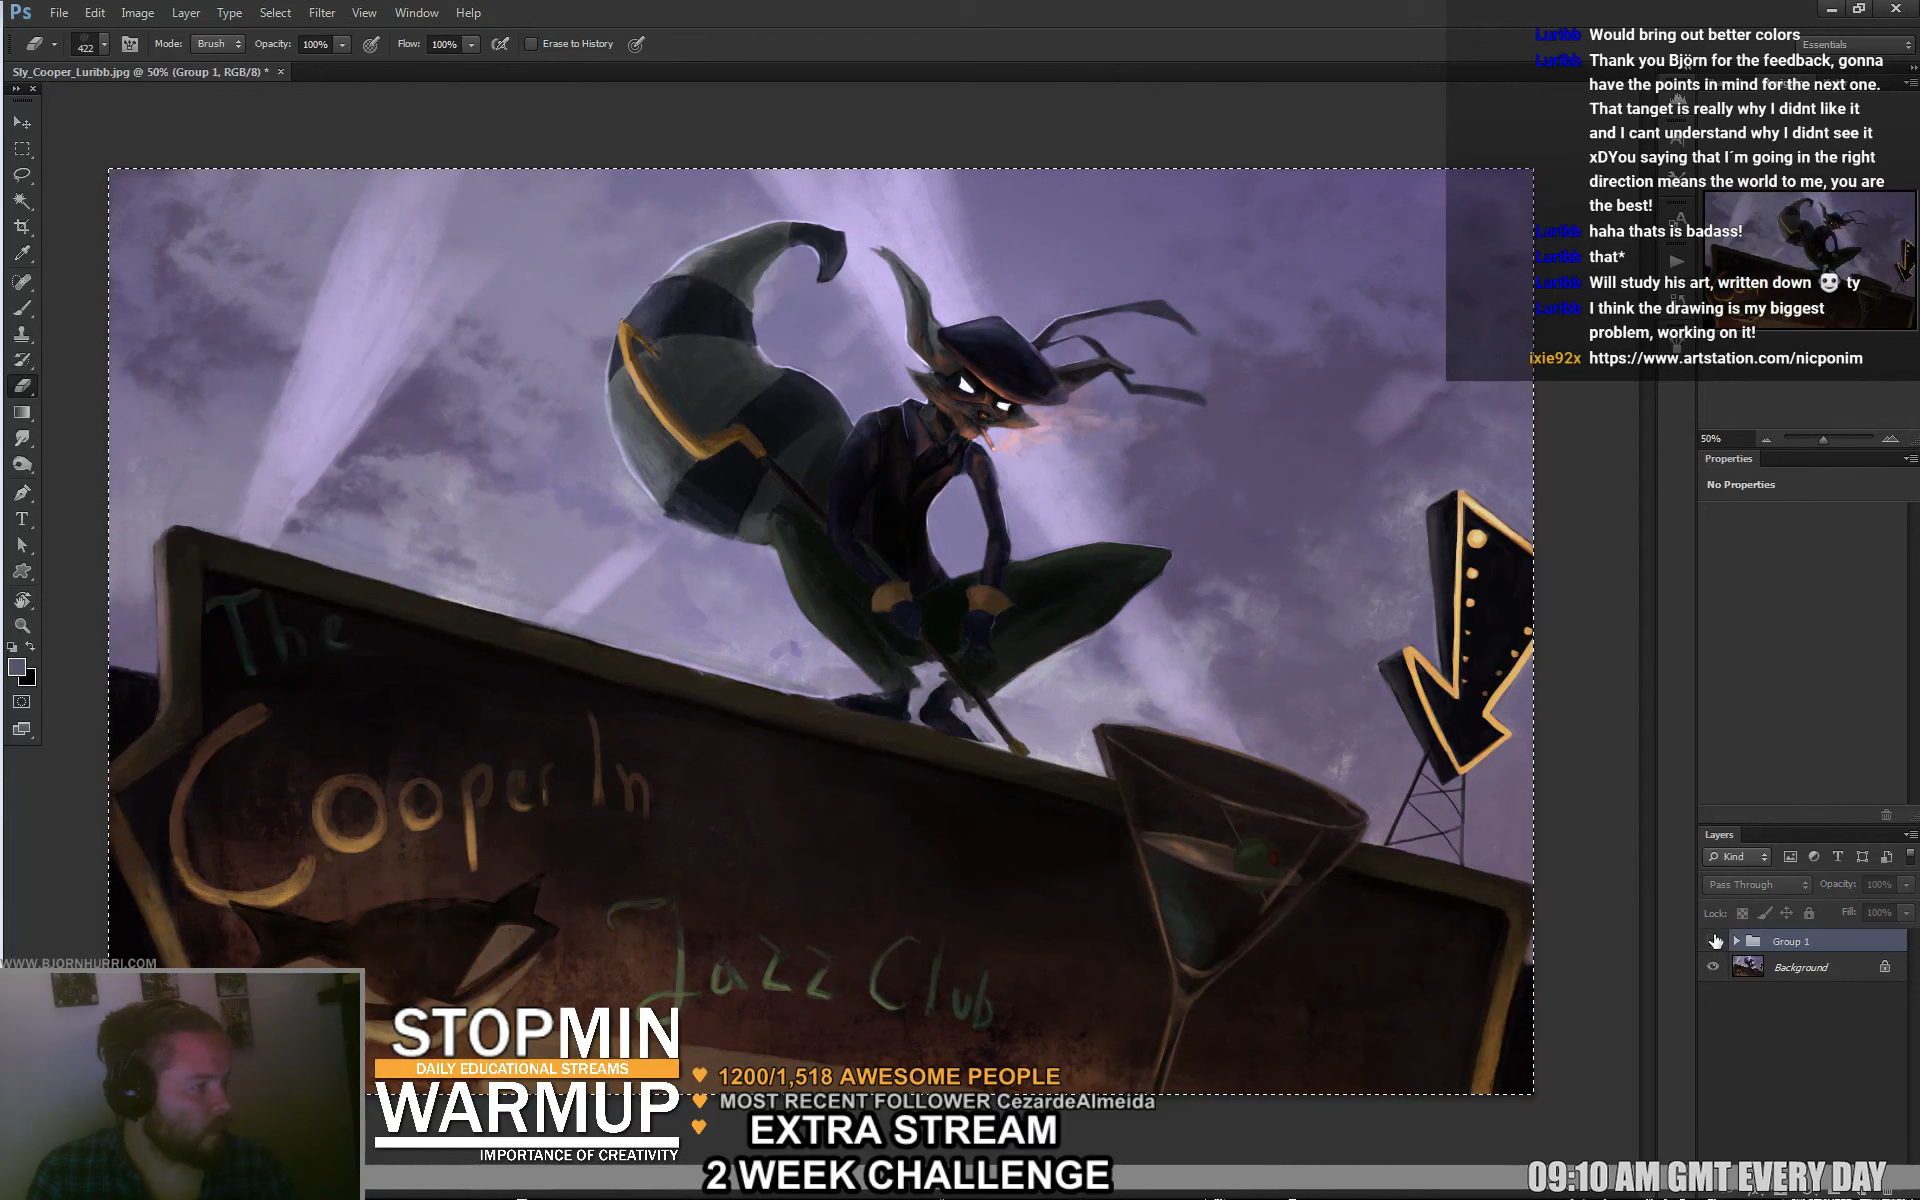 Ps File Edit Image Layer Type Select Filter View Window Help
422 Mode: Brush Opacity: 100% Flow: 100% Erase to History
Essentials
Sly_Cooper_Luribb.jpg @ 50% (Group 1, RGB/8) *
Luribb Would bring out better colors
Luribb Thank you Björn for the feedback, gonna
have the points in mind for the next one.
That tanget is really why I didnt like it
and I cant understand why I didnt see it
xDYou saying that I´m going in the right
direction means the world to me, you are
the best!
Luribb haha thats is badass!
Luribb that*
Luribb Will study his art, written down ty
Luribb I think the drawing is my biggest
problem, working on it!
ixie92x https://www.artstation.com/nicponim
50%
Properties
No Properties
The
Cooper In
Jazz Club
Layers
Kind
Pass Through Opacity: 100%
Lock: Fill: 100%
Group 1
Background
WWW.BJORNHURRI.COM
STOPMIN
DAILY EDUCATIONAL STREAMS
WARMUP
IMPORTANCE OF CREATIVITY
1200/1,518 AWESOME PEOPLE
MOST RECENT FOLLOWER CezardeAlmeida
EXTRA STREAM
2 WEEK CHALLENGE
09:10 AM GMT EVERY DAY